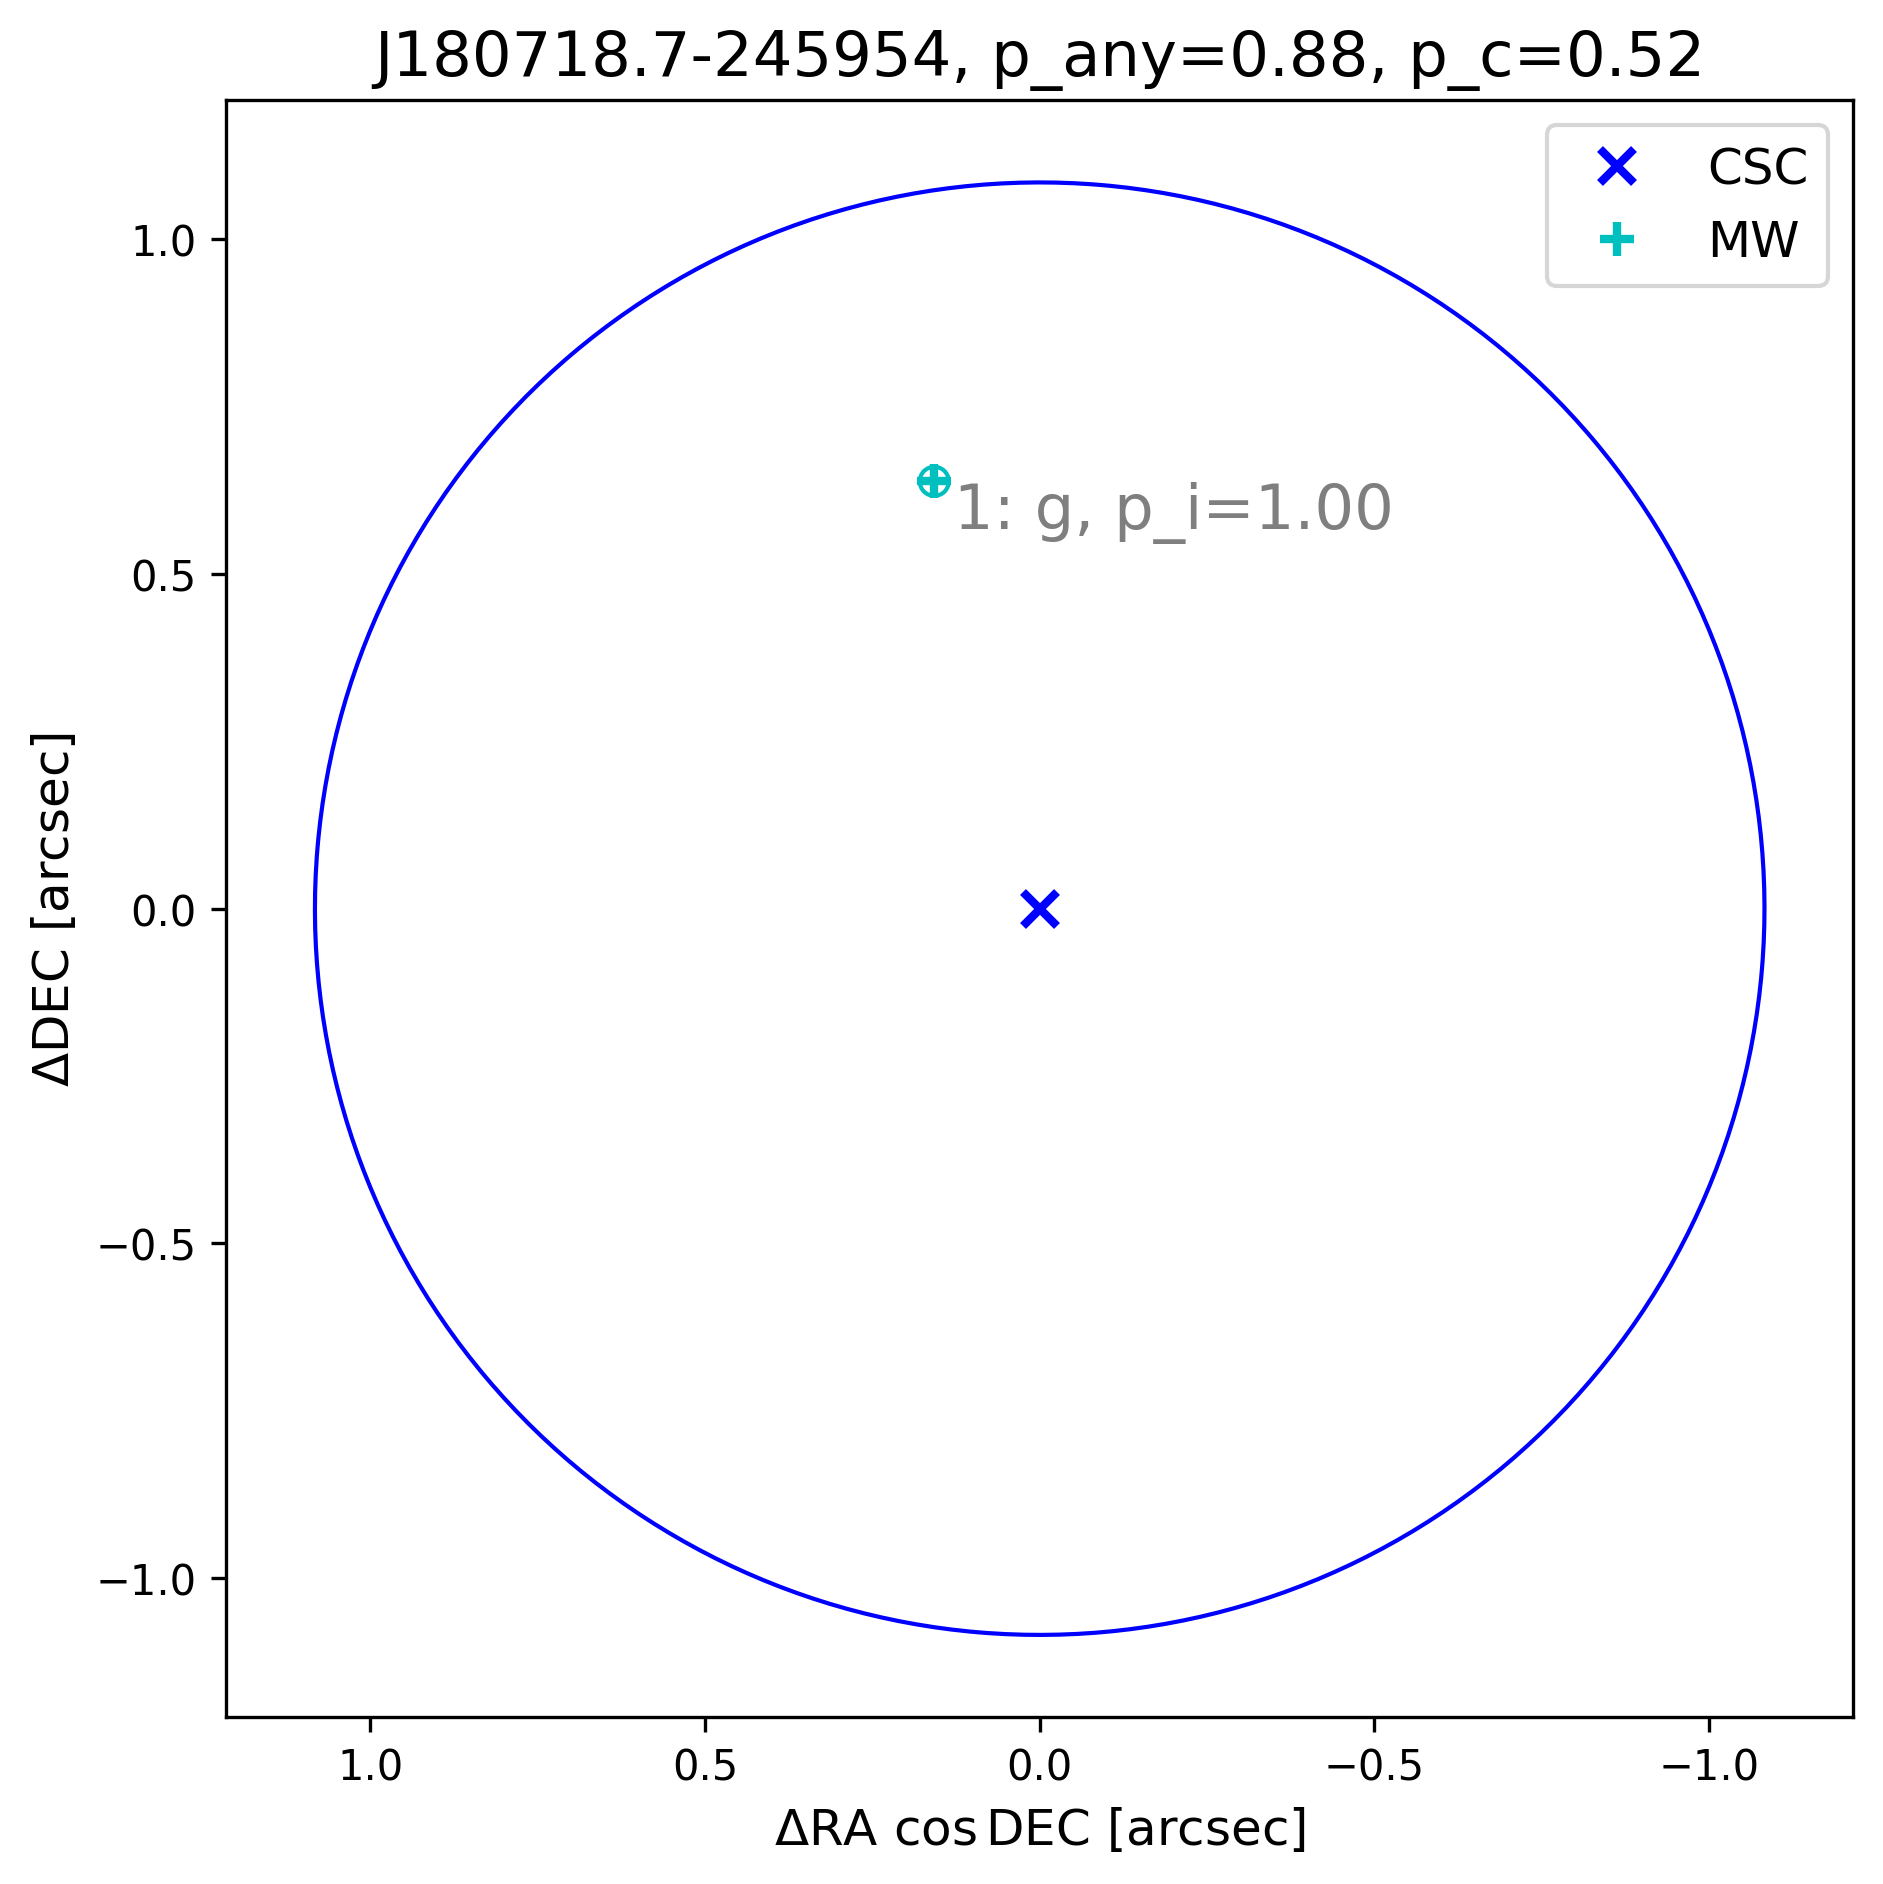 J180718.7-245954, p_any=0.88, p_c=0.52
CSC
MW
1: g, p_i=1.00
1.0
0.5
0.0
−0.5
−1.0
ΔDEC [arcsec]
1.0 0.5 0.0 −0.5 −1.0
ΔRA cos DEC [arcsec]